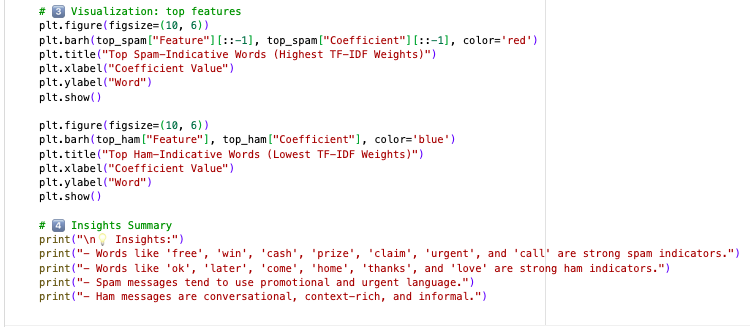 # 3️⃣ Visualization: top features
plt.figure(figsize=(10, 6))
plt.barh(top_spam["Feature"][::-1], top_spam["Coefficient"][::-1], color='red')
plt.title("Top Spam-Indicative Words (Highest TF-IDF Weights)")
plt.xlabel("Coefficient Value")
plt.ylabel("Word")
plt.show()

plt.figure(figsize=(10, 6))
plt.barh(top_ham["Feature"], top_ham["Coefficient"], color='blue')
plt.title("Top Ham-Indicative Words (Lowest TF-IDF Weights)")
plt.xlabel("Coefficient Value")
plt.ylabel("Word")
plt.show()

# 4️⃣ Insights Summary
print("\n💡 Insights:")
print("- Words like 'free', 'win', 'cash', 'prize', 'claim', 'urgent', and 'call' are strong spam indicators.")
print("- Words like 'ok', 'later', 'come', 'home', 'thanks', and 'love' are strong ham indicators.")
print("- Spam messages tend to use promotional and urgent language.")
print("- Ham messages are conversational, context-rich, and informal.")